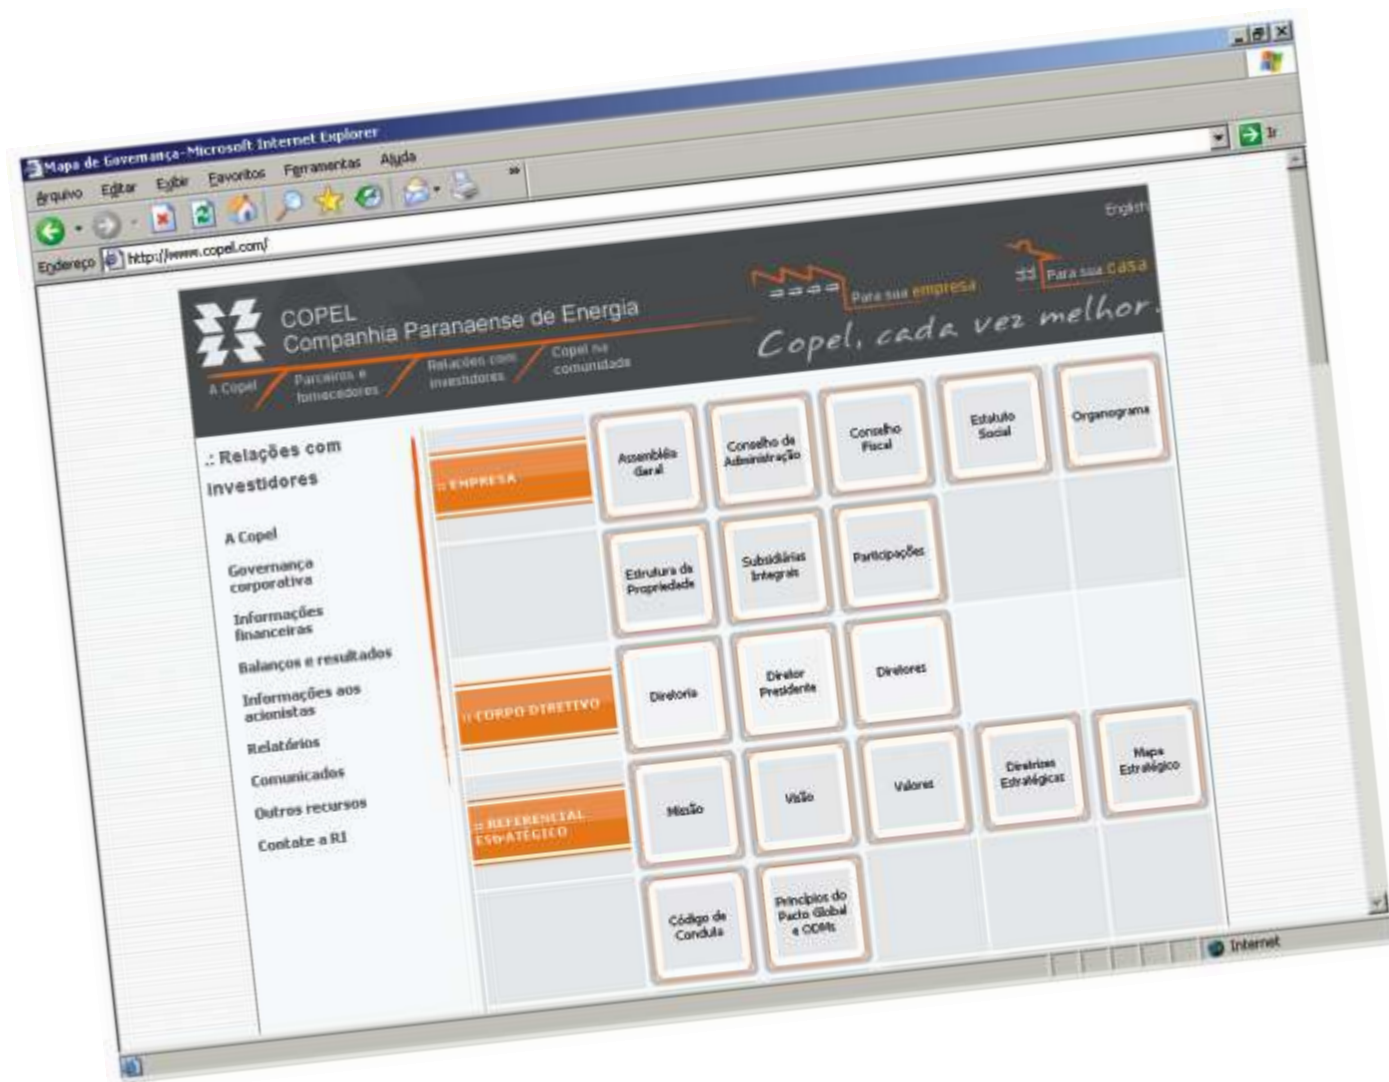 Mapa de Governança-Microsoft Internet Explorer
Arquivo Editar Exibir Favoritos Ferramentas Ajuda
Endereço http://www.copel.com/
Ir
English
COPEL
Companhia Paranaense de Energia
Para sua empresa
Para sua casa
Copel, cada vez melhor.
A Copel
Parceiros e
fornecedores
Relações com
investidores
Copel na
comunidade
.: Relações com
investidores
A Copel
Governança
corporativa
Informações
financeiras
Balanços e resultados
Informações aos
acionistas
Relatórios
Comunicados
Outros recursos
Contate a RI
:: EMPRESA
Assembléia
Geral
Conselho de
Administração
Conselho
Fiscal
Estatuto
Social
Organograma
Estrutura da
Propriedade
Subsidiárias
Integrais
Participações
:: CORPO DIRETIVO
Diretoria
Diretor
Presidente
Diretores
:: REFERENCIAL
ESTRATÉGICO
Missão
Visão
Valores
Diretrizes
Estratégicas
Mapa
Estratégico
Código de
Conduta
Princípios do
Pacto Global
e ODMs
Internet